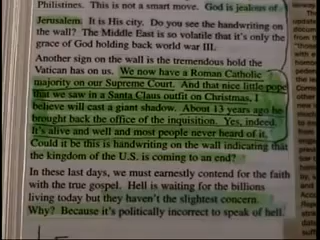 Philistines. This is not a smart move. God is jealous of
Jerusalem. It is His city. Do you see the handwriting on
the wall? The Middle East is so volatile that it's only the
grace of God holding back world war III.
Another sign on the wall is the tremendous hold the
Vatican has on us. We now have a Roman Catholic
majority on our Supreme Court. And that nice little pope
that we saw in a Santa Claus outfit on Christmas, I
believe will cast a giant shadow. About 13 years ago he
brought back the office of the inquisition. Yes, indeed.
It's alive and well and most people never heard of it.
Could it be this is handwriting on the wall indicating that
the kingdom of the U.S. is coming to an end?
In these last days, we must earnestly contend for the faith
with the true gospel. Hell is waiting for the billions
living today but they haven't the slightest concern.
Why? Because it's politically incorrect to speak of hell.